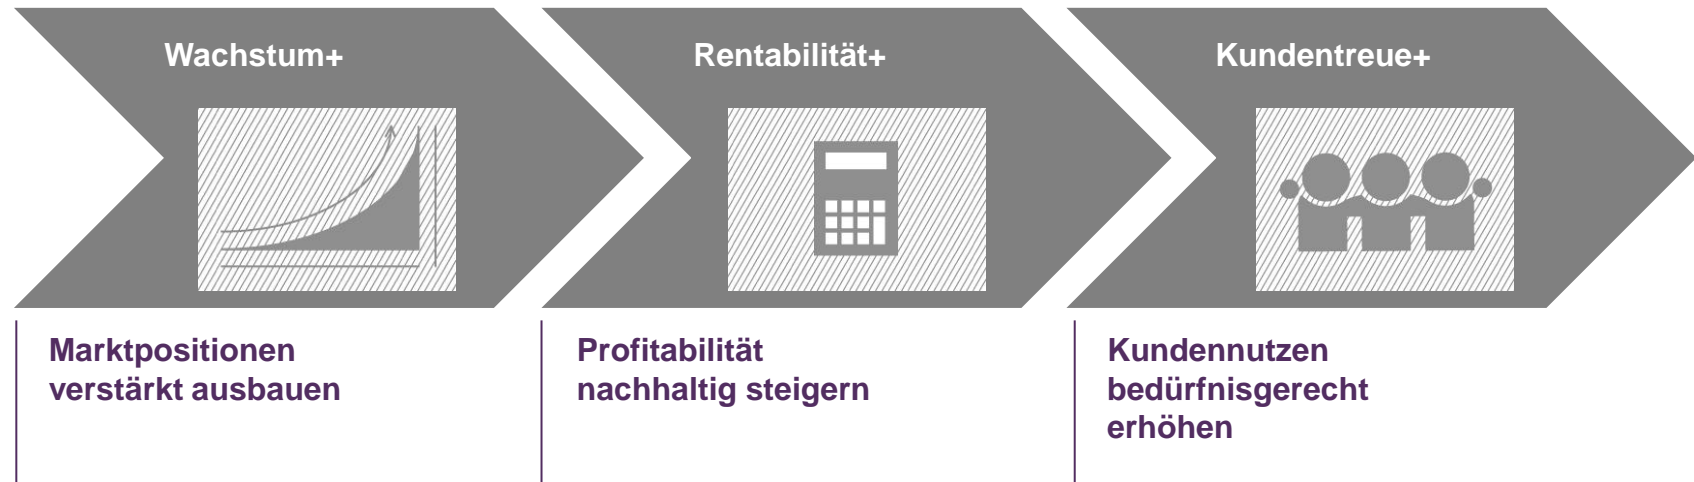 Wachstum+
Rentabilität+
Kundentreue+
Marktpositionen
verstärkt ausbauen
Profitabilität
nachhaltig steigern
Kundennutzen
bedürfnisgerecht
erhöhen